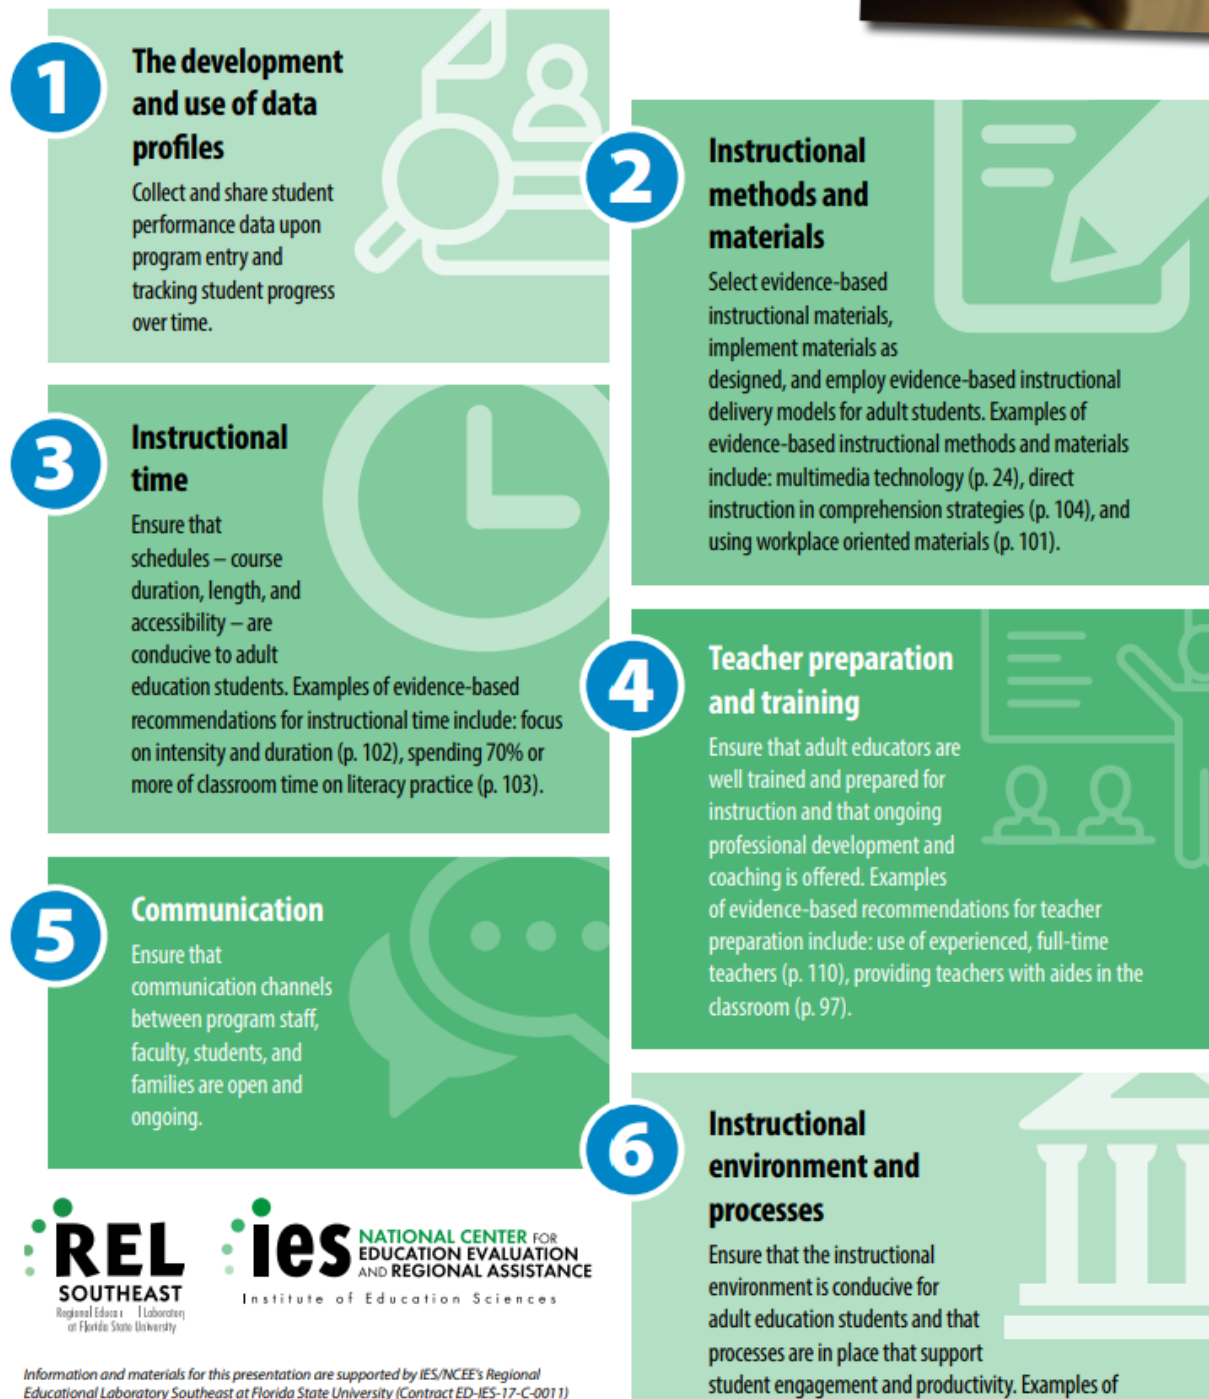 1
The development
and use of data
profiles
Collect and share student
performance data upon
program entry and
tracking student progress
over time.
2
Instructional
methods and
materials
Select evidence-based
instructional materials,
implement materials as
designed, and employ evidence-based instructional
delivery models for adult students. Examples of
evidence-based instructional methods and materials
include: multimedia technology (p. 24), direct
instruction in comprehension strategies (p. 104), and
using workplace oriented materials (p. 101).
3
Instructional
time
Ensure that
schedules – course
duration, length, and
accessibility – are
conducive to adult
education students. Examples of evidence-based
recommendations for instructional time include: focus
on intensity and duration (p. 102), spending 70% or
more of classroom time on literacy practice (p. 103).
4
Teacher preparation
and training
Ensure that adult educators are
well trained and prepared for
instruction and that ongoing
professional development and
coaching is offered. Examples
of evidence-based recommendations for teacher
preparation include: use of experienced, full-time
teachers (p. 110), providing teachers with aides in the
classroom (p. 97).
5
Communication
Ensure that
communication channels
between program staff,
faculty, students, and
families are open and
ongoing.
6
Instructional
environment and
processes
Ensure that the instructional
environment is conducive for
adult education students and that
processes are in place that support
student engagement and productivity. Examples of
REL
SOUTHEAST
Regional Laboratory
at Florida State University
ies
NATIONAL CENTER FOR
EDUCATION EVALUATION
AND REGIONAL ASSISTANCE
Institute of Education Sciences
Information and materials for this presentation are supported by IES/NCEE's Regional
Educational Laboratory Southeast at Florida State University (Contract ED-IES-17-C-0011)